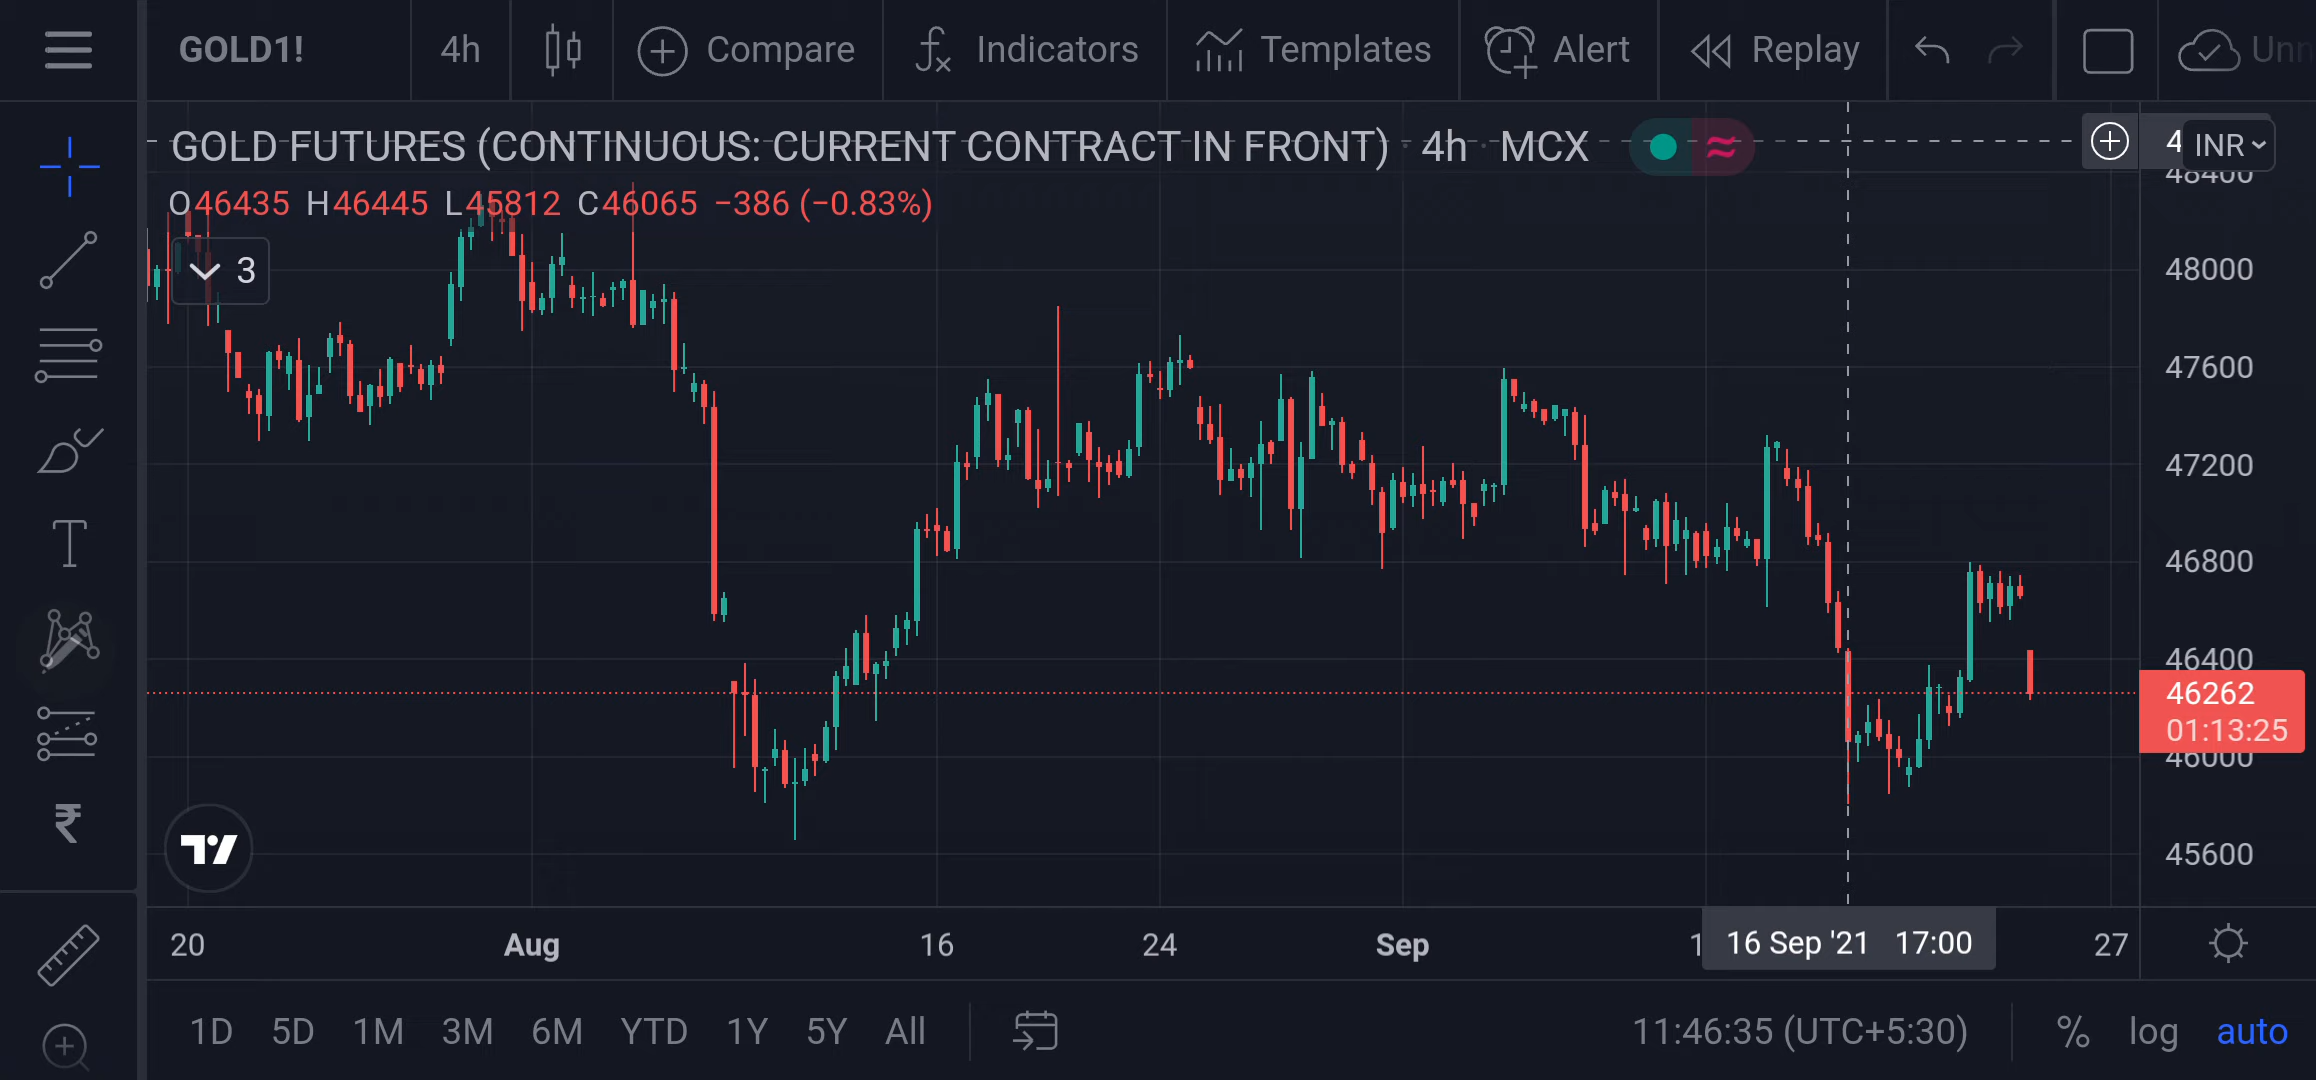 GOLD1! 4h Compare Indicators Templates Alert Replay
GOLD FUTURES (CONTINUOUS: CURRENT CONTRACT IN FRONT) · 4h · MCX
INR
O46435 H46445 L45812 C46065 −386 (−0.83%)
3
48400
48000
47600
47200
46800
46400
46262
01:13:25
46000
45600
20 Aug 16 24 Sep 16 Sep '21 17:00 27
1D 5D 1M 3M 6M YTD 1Y 5Y All 11:46:35 (UTC+5:30) % log auto